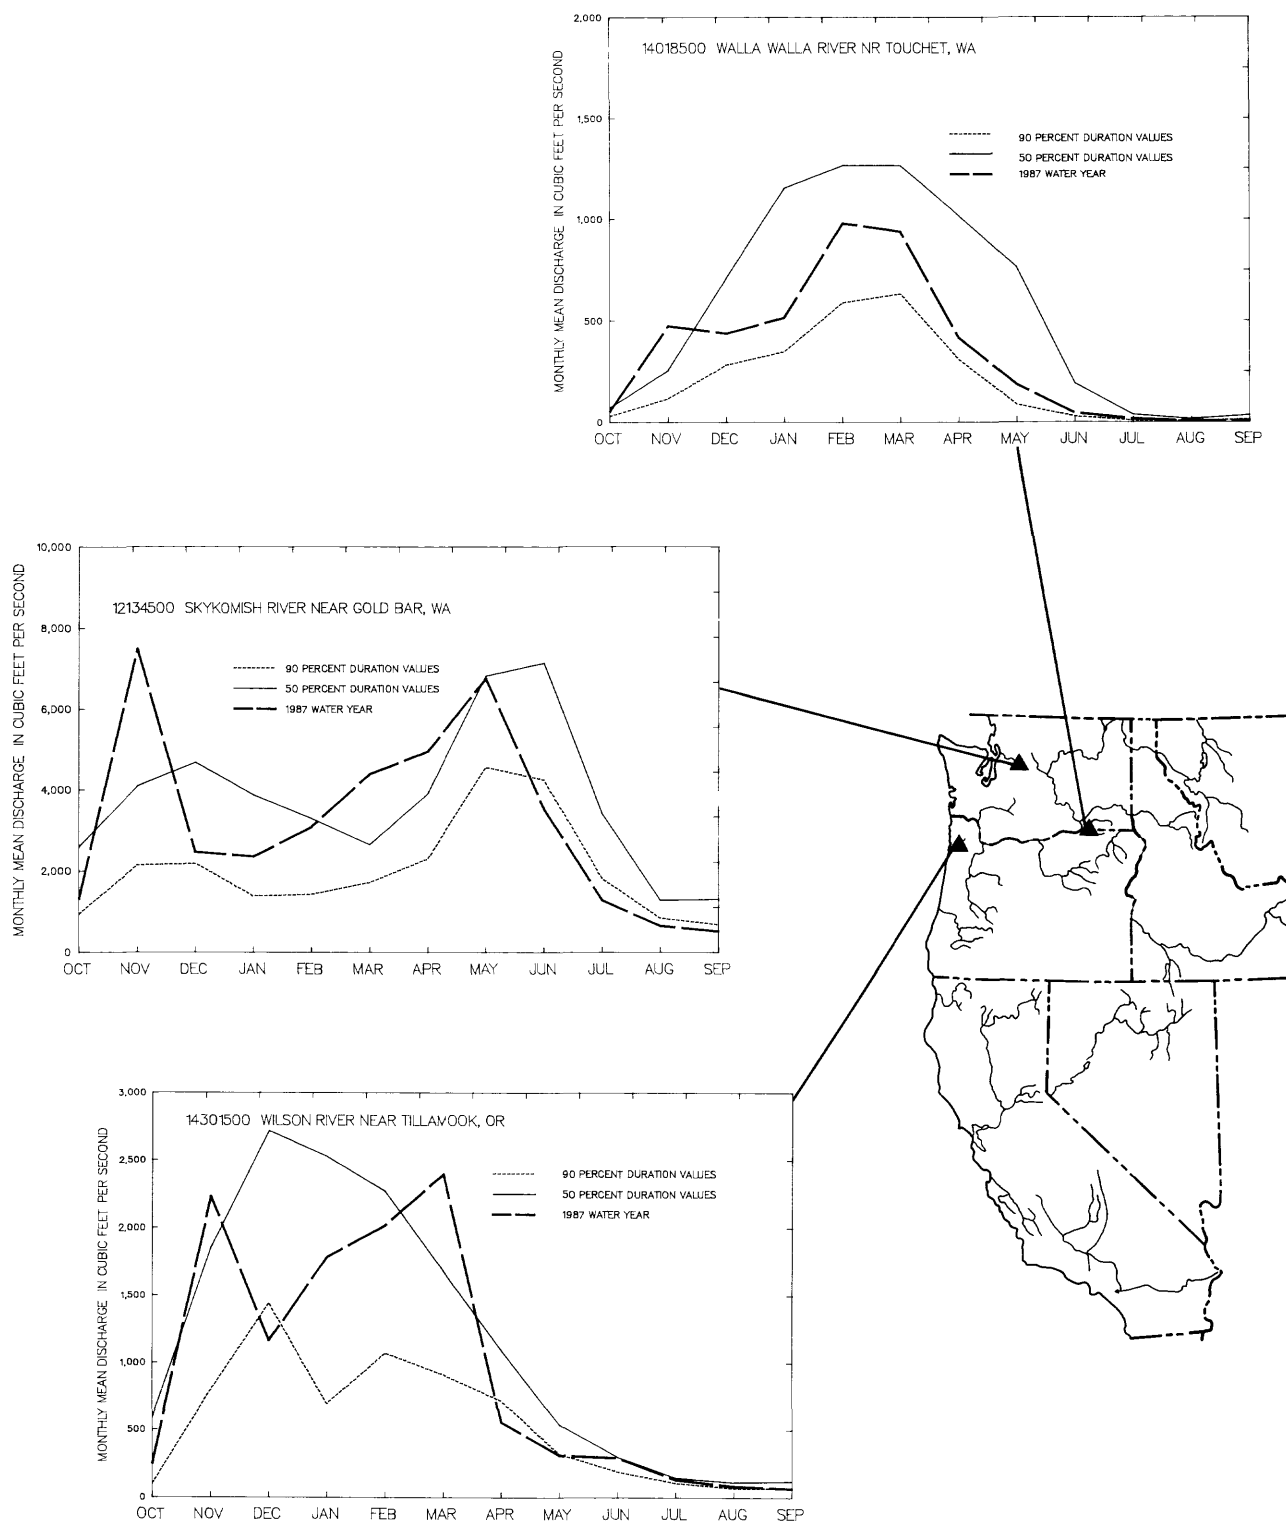 2,000
14018500 WALLA WALLA RIVER NR TOUCHET, WA
1,500
90 PERCENT DURATION VALUES
50 PERCENT DURATION VALUES
1987 WATER YEAR
1,000
500
0
MONTHLY MEAN DISCHARGE IN CUBIC FEET PER SECOND
OCT NOV DEC JAN FEB MAR APR MAY JUN JUL AUG SEP
10,000
12134500 SKYKOMISH RIVER NEAR GOLD BAR, WA
8,000
90 PERCENT DURATION VALUES
50 PERCENT DURATION VALUES
1987 WATER YEAR
6,000
4,000
2,000
0
MONTHLY MEAN DISCHARGE IN CUBIC FEET PER SECOND
OCT NOV DEC JAN FEB MAR APR MAY JUN JUL AUG SEP
3,000
14301500 WILSON RIVER NEAR TILLAMOOK, OR
2,500
90 PERCENT DURATION VALUES
50 PERCENT DURATION VALUES
1987 WATER YEAR
2,000
1,500
1,000
500
0
MONTHLY MEAN DISCHARGE IN CUBIC FEET PER SECOND
OCT NOV DEC JAN FEB MAR APR MAY JUN JUL AUG SEP